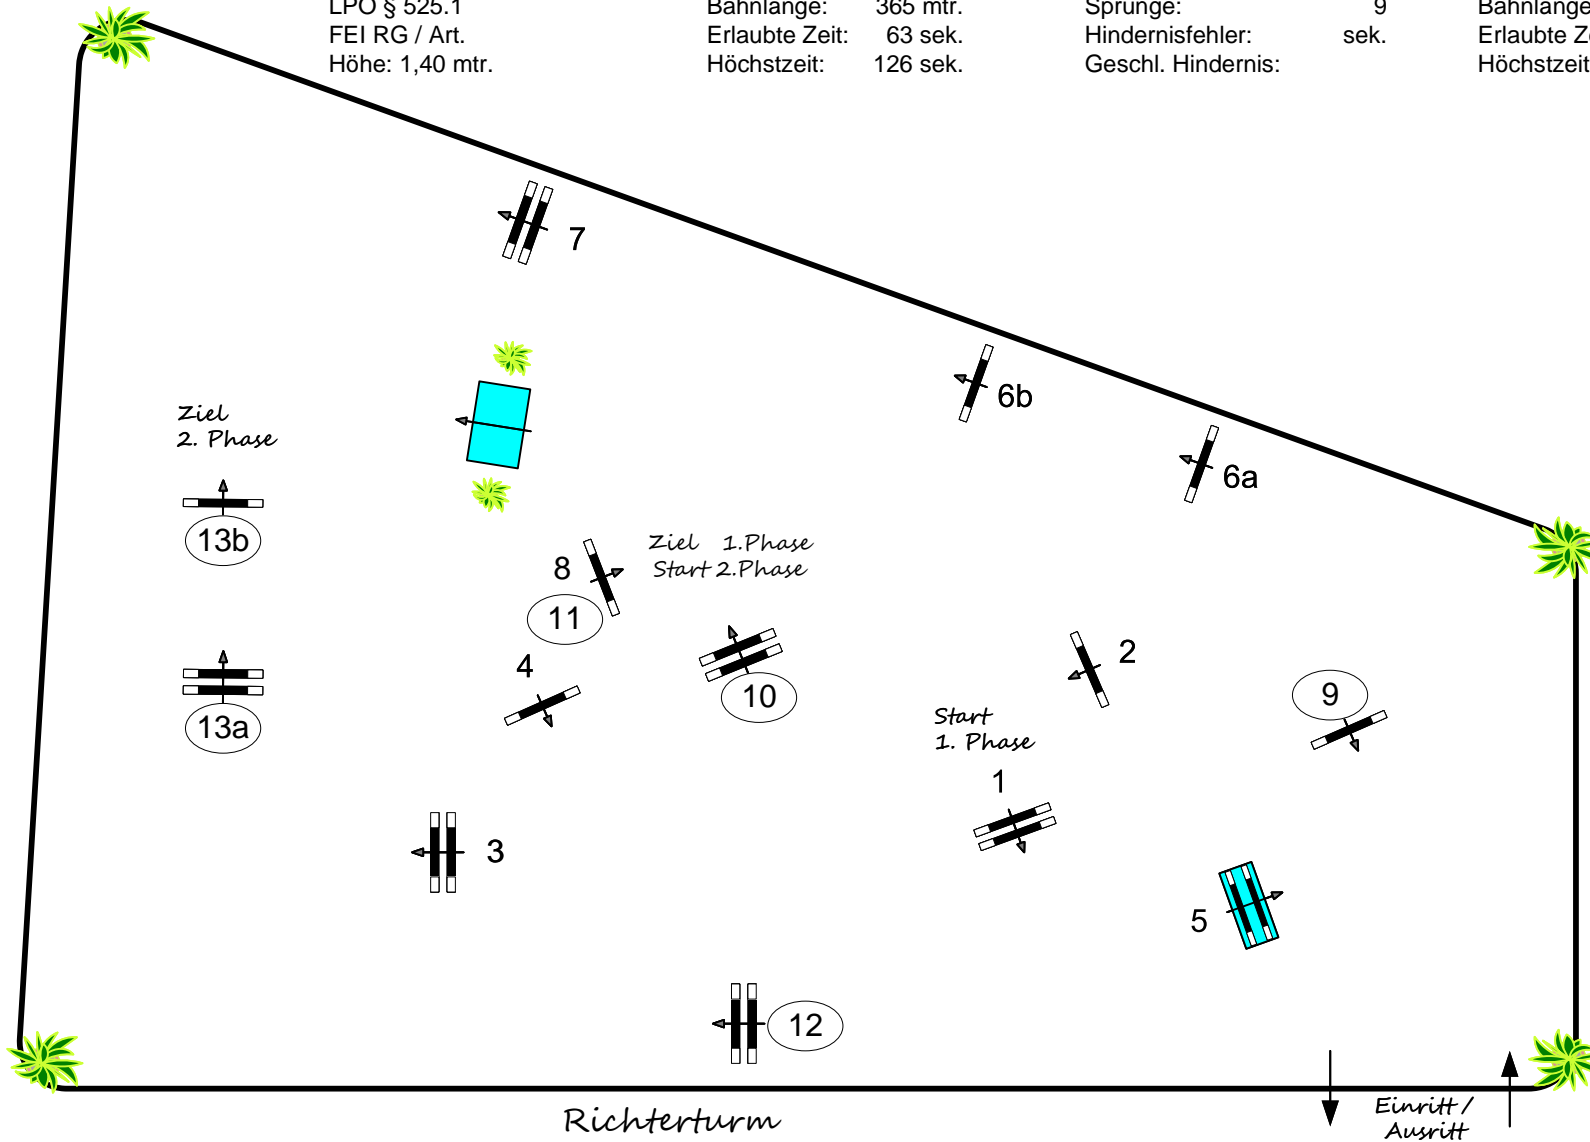 LPO § 525.1 Bahnlänge: 365 mtr. Sprünge: 9 Bahnlänge
FEI RG / Art. Erlaubte Zeit: 63 sek. Hindernisfehler: sek. Erlaubte Ze
Höhe: 1,40 mtr. Höchstzeit: 126 sek. Geschl. Hindernis: Höchstzeit
7
6b
6a
Ziel
2. Phase
13b
8
Ziel 1.Phase
Start 2.Phase
11
4
2
10
9
13a
Start
1. Phase
1
3
5
12
Richterturm
Einritt /
Ausritt